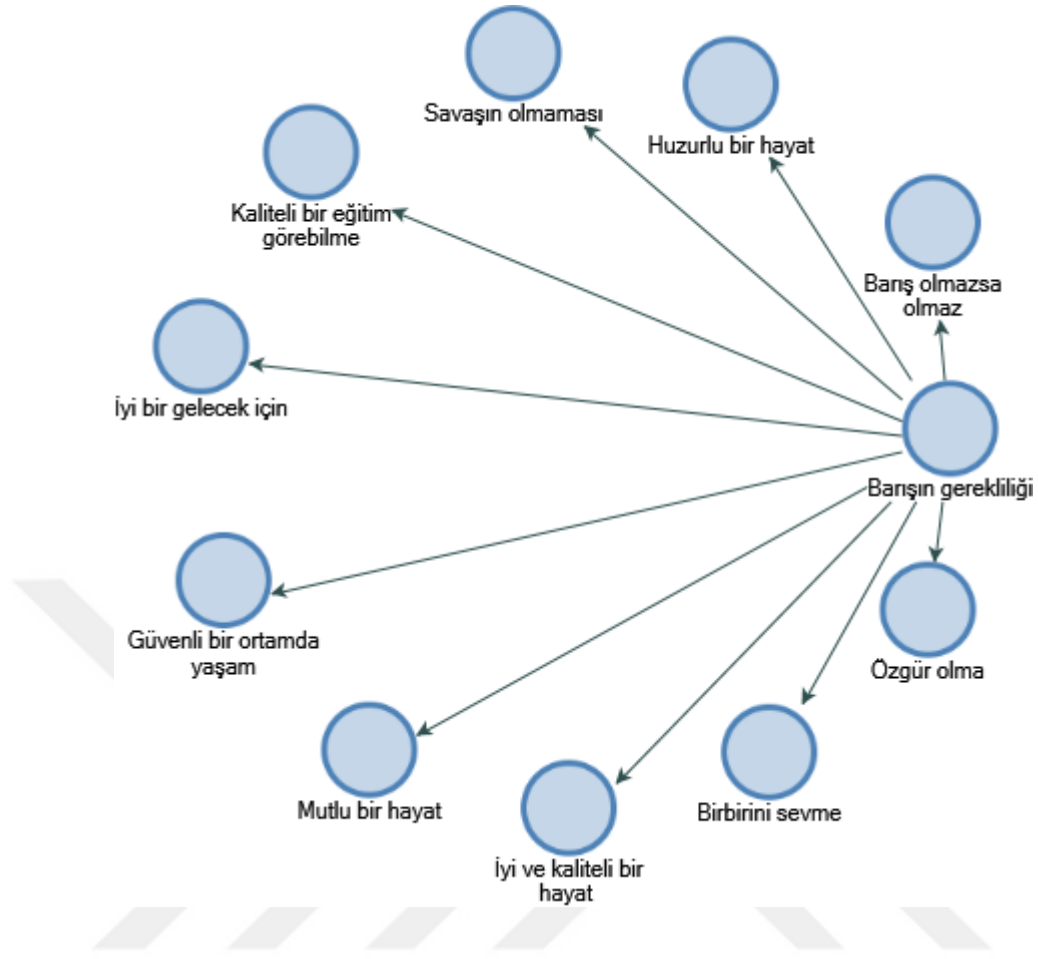 Savaşın olmaması
Huzurlu bir hayat
Kaliteli bir eğitim
görebilme
Barış olmazsa
olmaz
İyi bir gelecek için
Barışın gerekliliği
Güvenli bir ortamda
yaşam
Özgür olma
Mutlu bir hayat
Birbirini sevme
İyi ve kaliteli bir
hayat